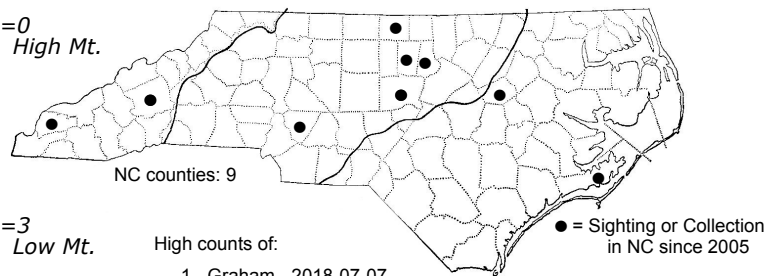 =0
High Mt.
NC counties: 9
=3
Low Mt.
High counts of:
● = Sighting or Collection
in NC since 2005
1 - Graham - 2018-07-07